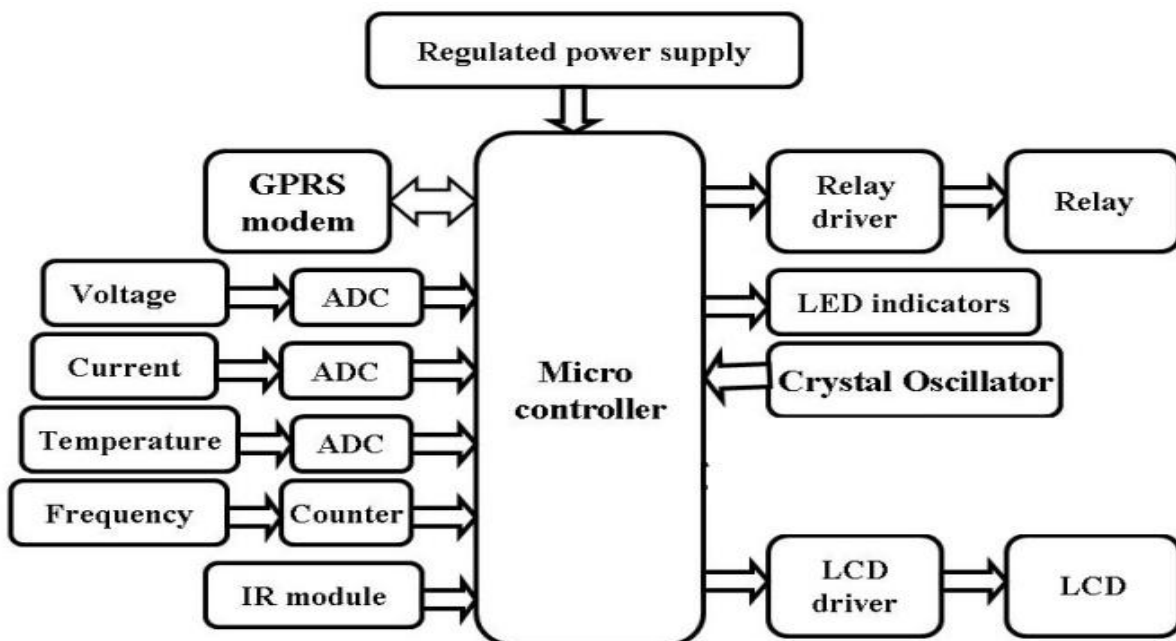 Regulated power supply
GPRS
modem
Relay
driver
Relay
Voltage
ADC
LED indicators
Current
ADC
Micro
controller
Crystal Oscillator
Temperature
ADC
Frequency
Counter
IR module
LCD
driver
LCD